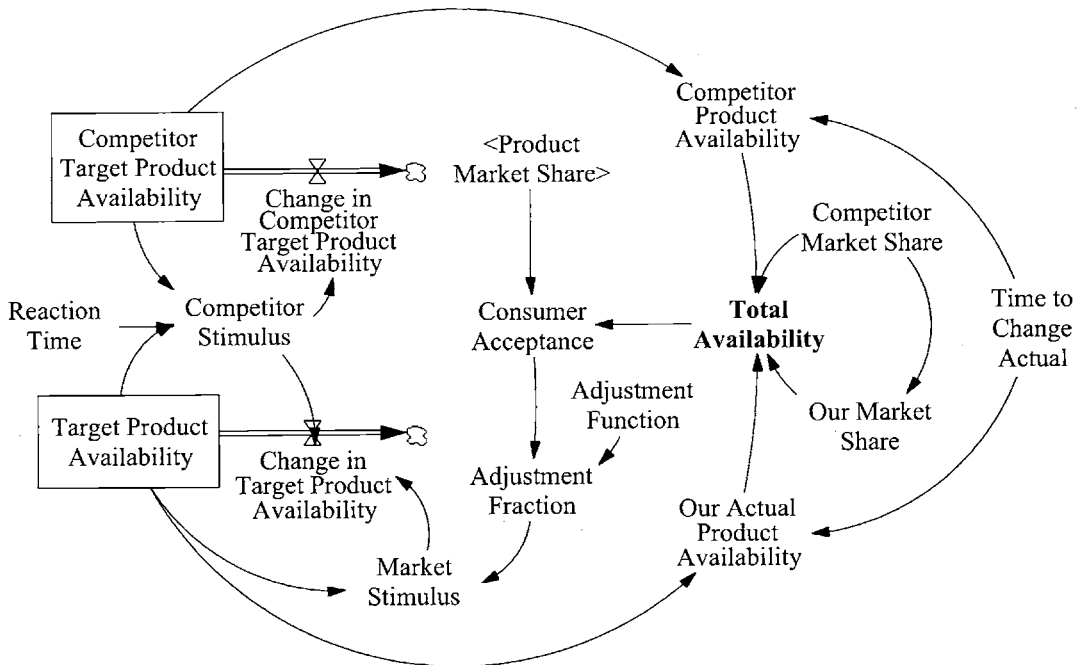 Competitor
Target Product
Availability
Change in
Competitor
Target Product
Availability
<Product
Market Share>
Competitor
Product
Availability
Competitor
Market Share
Reaction
Time
Competitor
Stimulus
Consumer
Acceptance
Total
Availability
Time to
Change
Actual
Target Product
Availability
Change in
Target Product
Availability
Adjustment
Function
Our Market
Share
Adjustment
Fraction
Our Actual
Product
Availability
Market
Stimulus